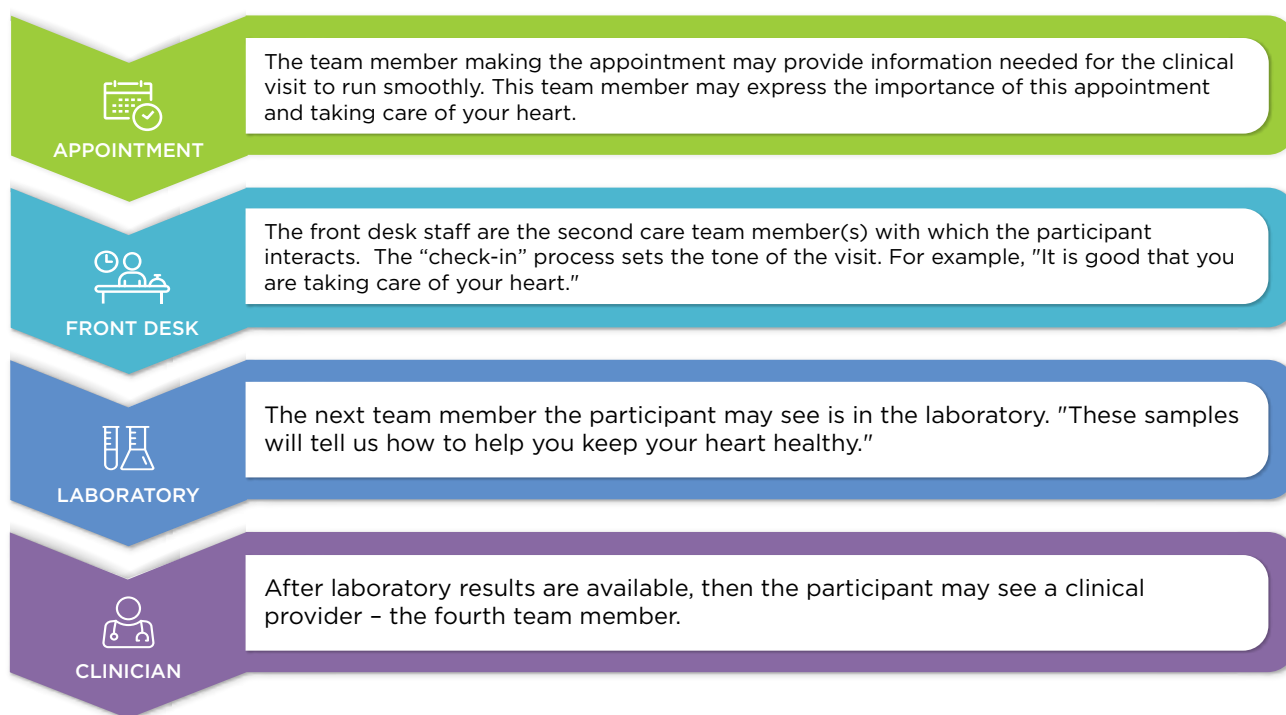 APPOINTMENT
The team member making the appointment may provide information needed for the clinical
visit to run smoothly. This team member may express the importance of this appointment
and taking care of your heart.
FRONT DESK
The front desk staff are the second care team member(s) with which the participant
interacts.  The “check-in” process sets the tone of the visit. For example, "It is good that you
are taking care of your heart."
LABORATORY
The next team member the participant may see is in the laboratory. "These samples
will tell us how to help you keep your heart healthy."
CLINICIAN
After laboratory results are available, then the participant may see a clinical
provider – the fourth team member.